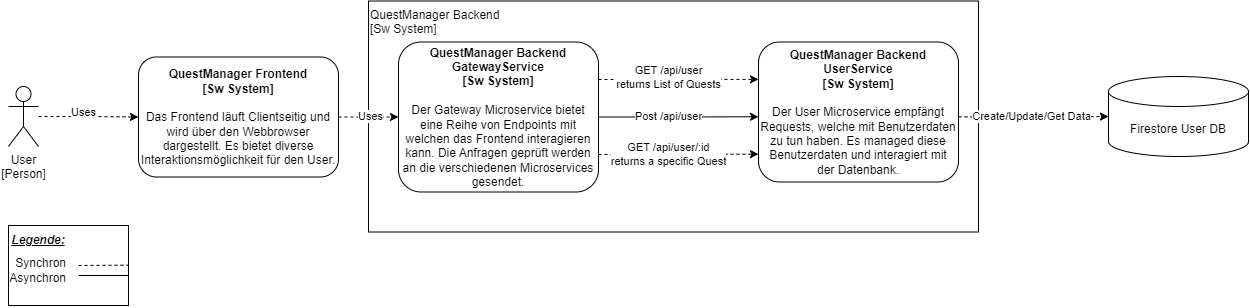 QuestManager Backend
[Sw System]
User
[Person]
Uses
QuestManager Frontend
[Sw System]
Das Frontend läuft Clientseitig und
wird über den Webbrowser
dargestellt. Es bietet diverse
Interaktionsmöglichkeit für den User.
Uses
QuestManager Backend
GatewayService
[Sw System]
Der Gateway Microservice bietet
eine Reihe von Endpoints mit
welchen das Frontend interagieren
kann. Die Anfragen geprüft werden
an die verschiedenen Microservices
gesendet.
GET /api/user
returns List of Quests
Post /api/user
GET /api/user/:id
returns a specific Quest
QuestManager Backend
UserService
[Sw System]
Der User Microservice empfängt
Requests, welche mit Benutzerdaten
zu tun haben. Es managed diese
Benutzerdaten und interagiert mit
der Datenbank.
Create/Update/Get Data
Firestore User DB
Legende:
Synchron
Asynchron